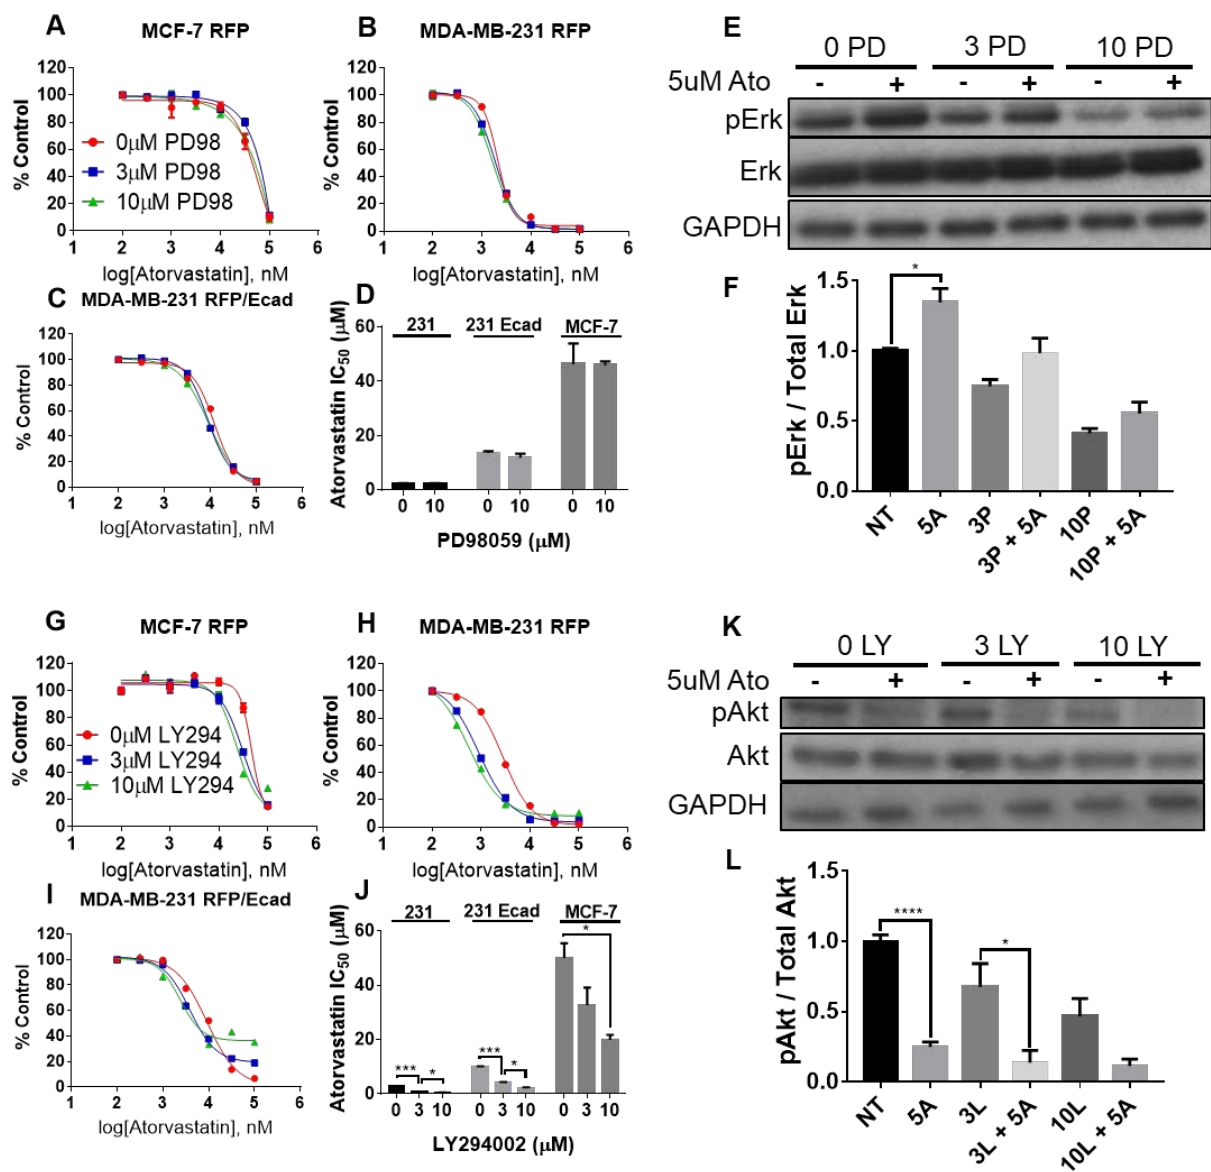 A
MCF-7 RFP
% Control
120
100
80
60
40
20
0
0μM PD98
3μM PD98
10μM PD98
1 2 3 4 5 6
log[Atorvastatin], nM
B
MDA-MB-231 RFP
% Control
120
100
80
60
40
20
0
1 2 3 4 5 6
log[Atorvastatin], nM
C
MDA-MB-231 RFP/Ecad
% Control
120
100
80
60
40
20
0
1 2 3 4 5 6
log[Atorvastatin], nM
D
Atorvastatin IC50 (μM)
60
40
20
0
231
231 Ecad
MCF-7
0 10 0 10 0 10
PD98059 (μM)
E
0 PD 3 PD 10 PD
5uM Ato - + - + - +
pErk
Erk
GAPDH
F
pErk / Total Erk
1.5
1.0
0.5
0.0
*
NT 5A 3P 3P + 5A 10P 10P + 5A
G
MCF-7 RFP
% Control
120
100
80
60
40
20
0
0μM LY294
3μM LY294
10μM LY294
1 2 3 4 5 6
log[Atorvastatin], nM
H
MDA-MB-231 RFP
% Control
120
100
80
60
40
20
0
1 2 3 4 5 6
log[Atorvastatin], nM
I
MDA-MB-231 RFP/Ecad
% Control
120
100
80
60
40
20
0
1 2 3 4 5 6
log[Atorvastatin], nM
J
Atorvastatin IC50 (μM)
60
40
20
0
231
231 Ecad
MCF-7
*** *
*** *
*
0 3 10 0 3 10 0 3 10
LY294002 (μM)
K
0 LY 3 LY 10 LY
5uM Ato - + - + - +
pAkt
Akt
GAPDH
L
pAkt / Total Akt
1.5
1.0
0.5
0.0
****
*
NT 5A 3L 3L + 5A 10L 10L + 5A